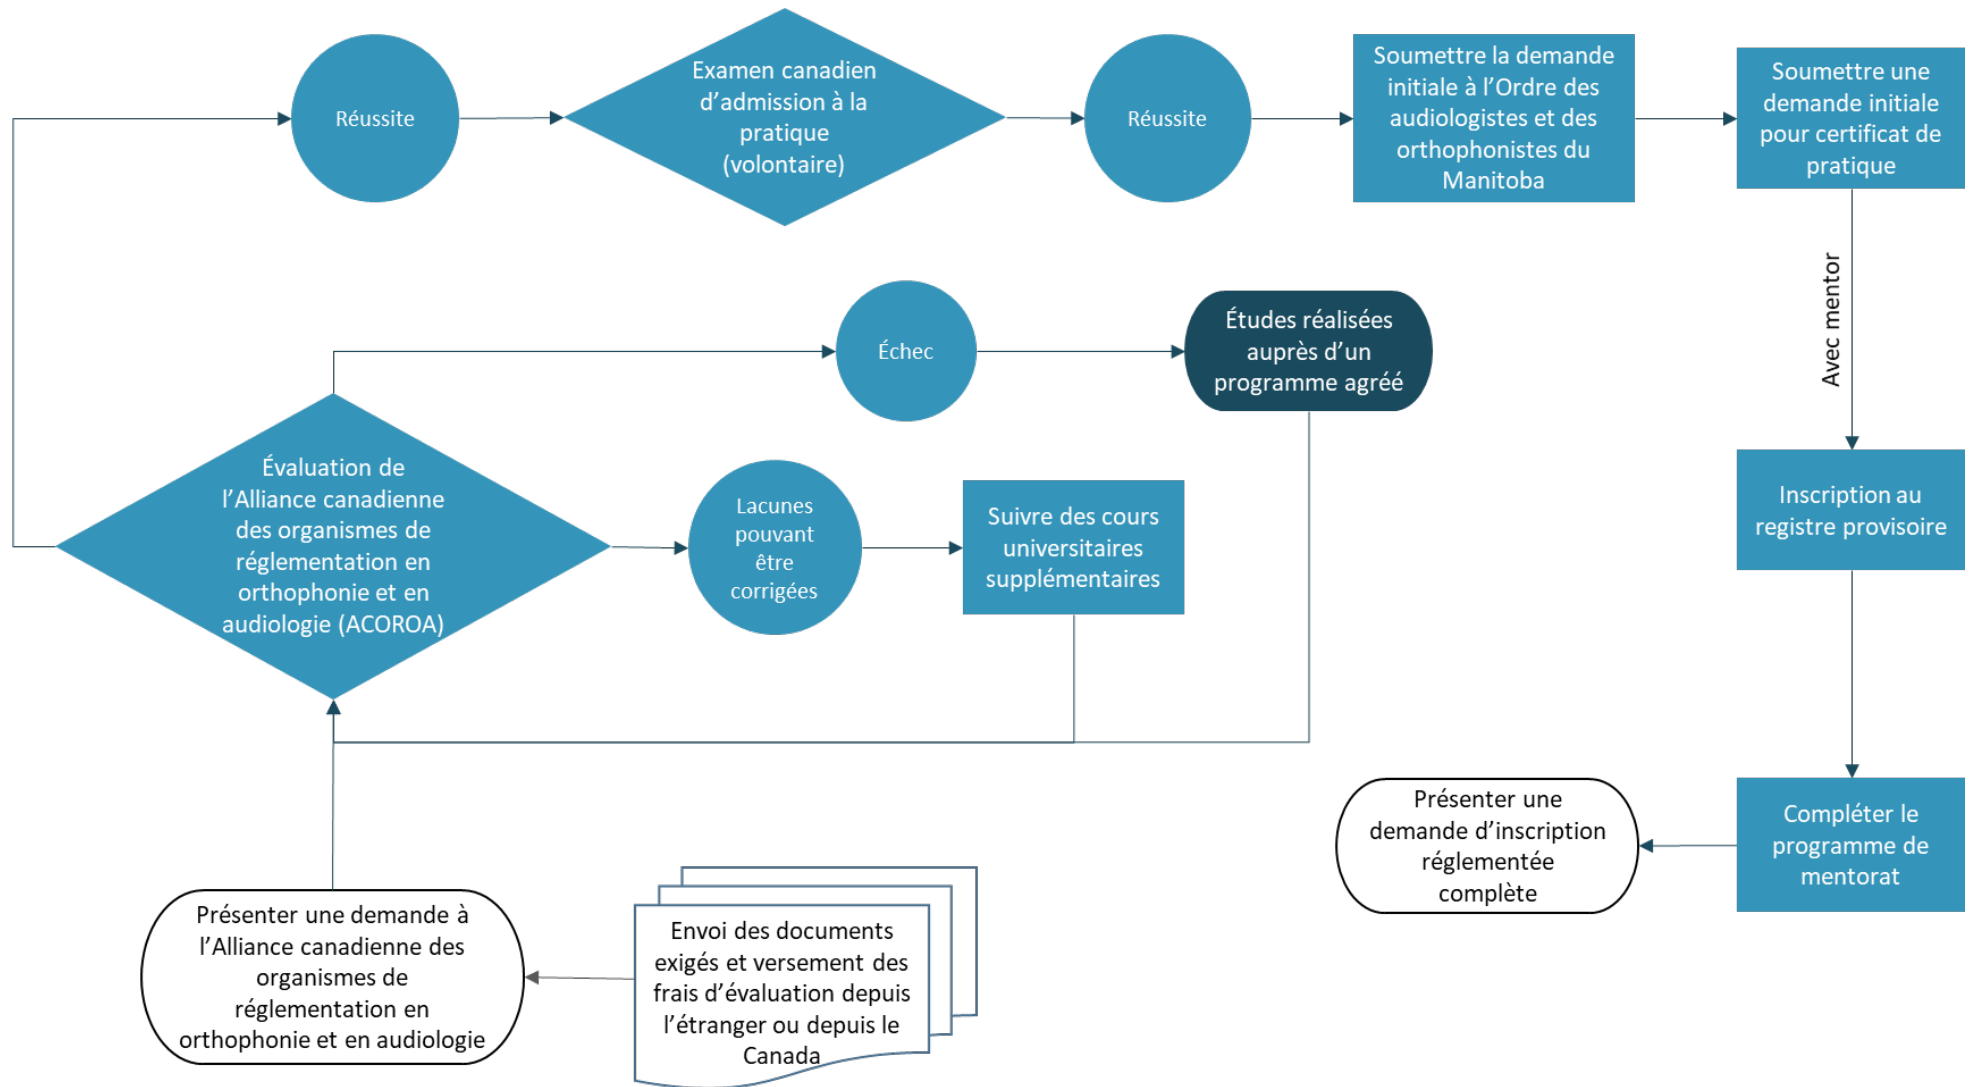 Réussite
Examen canadien
d’admission à la
pratique
(volontaire)
Réussite
Soumettre la demande
initiale à l’Ordre des
audiologistes et des
orthophonistes du
Manitoba
Soumettre une
demande initiale
pour certificat de
pratique
Avec mentor
Échec
Études réalisées
auprès d’un
programme agréé
Évaluation de
l’Alliance canadienne
des organismes de
réglementation en
orthophonie et en
audiologie (ACOROA)
Lacunes
pouvant
être
corrigées
Suivre des cours
universitaires
supplémentaires
Inscription au
registre provisoire
Compléter le
programme de
mentorat
Présenter une
demande d’inscription
réglementée
complète
Présenter une demande à
l’Alliance canadienne des
organismes de
réglementation en
orthophonie et en audiologie
Envoi des documents
exigés et versement des
frais d’évaluation depuis
l’étranger ou depuis le
Canada